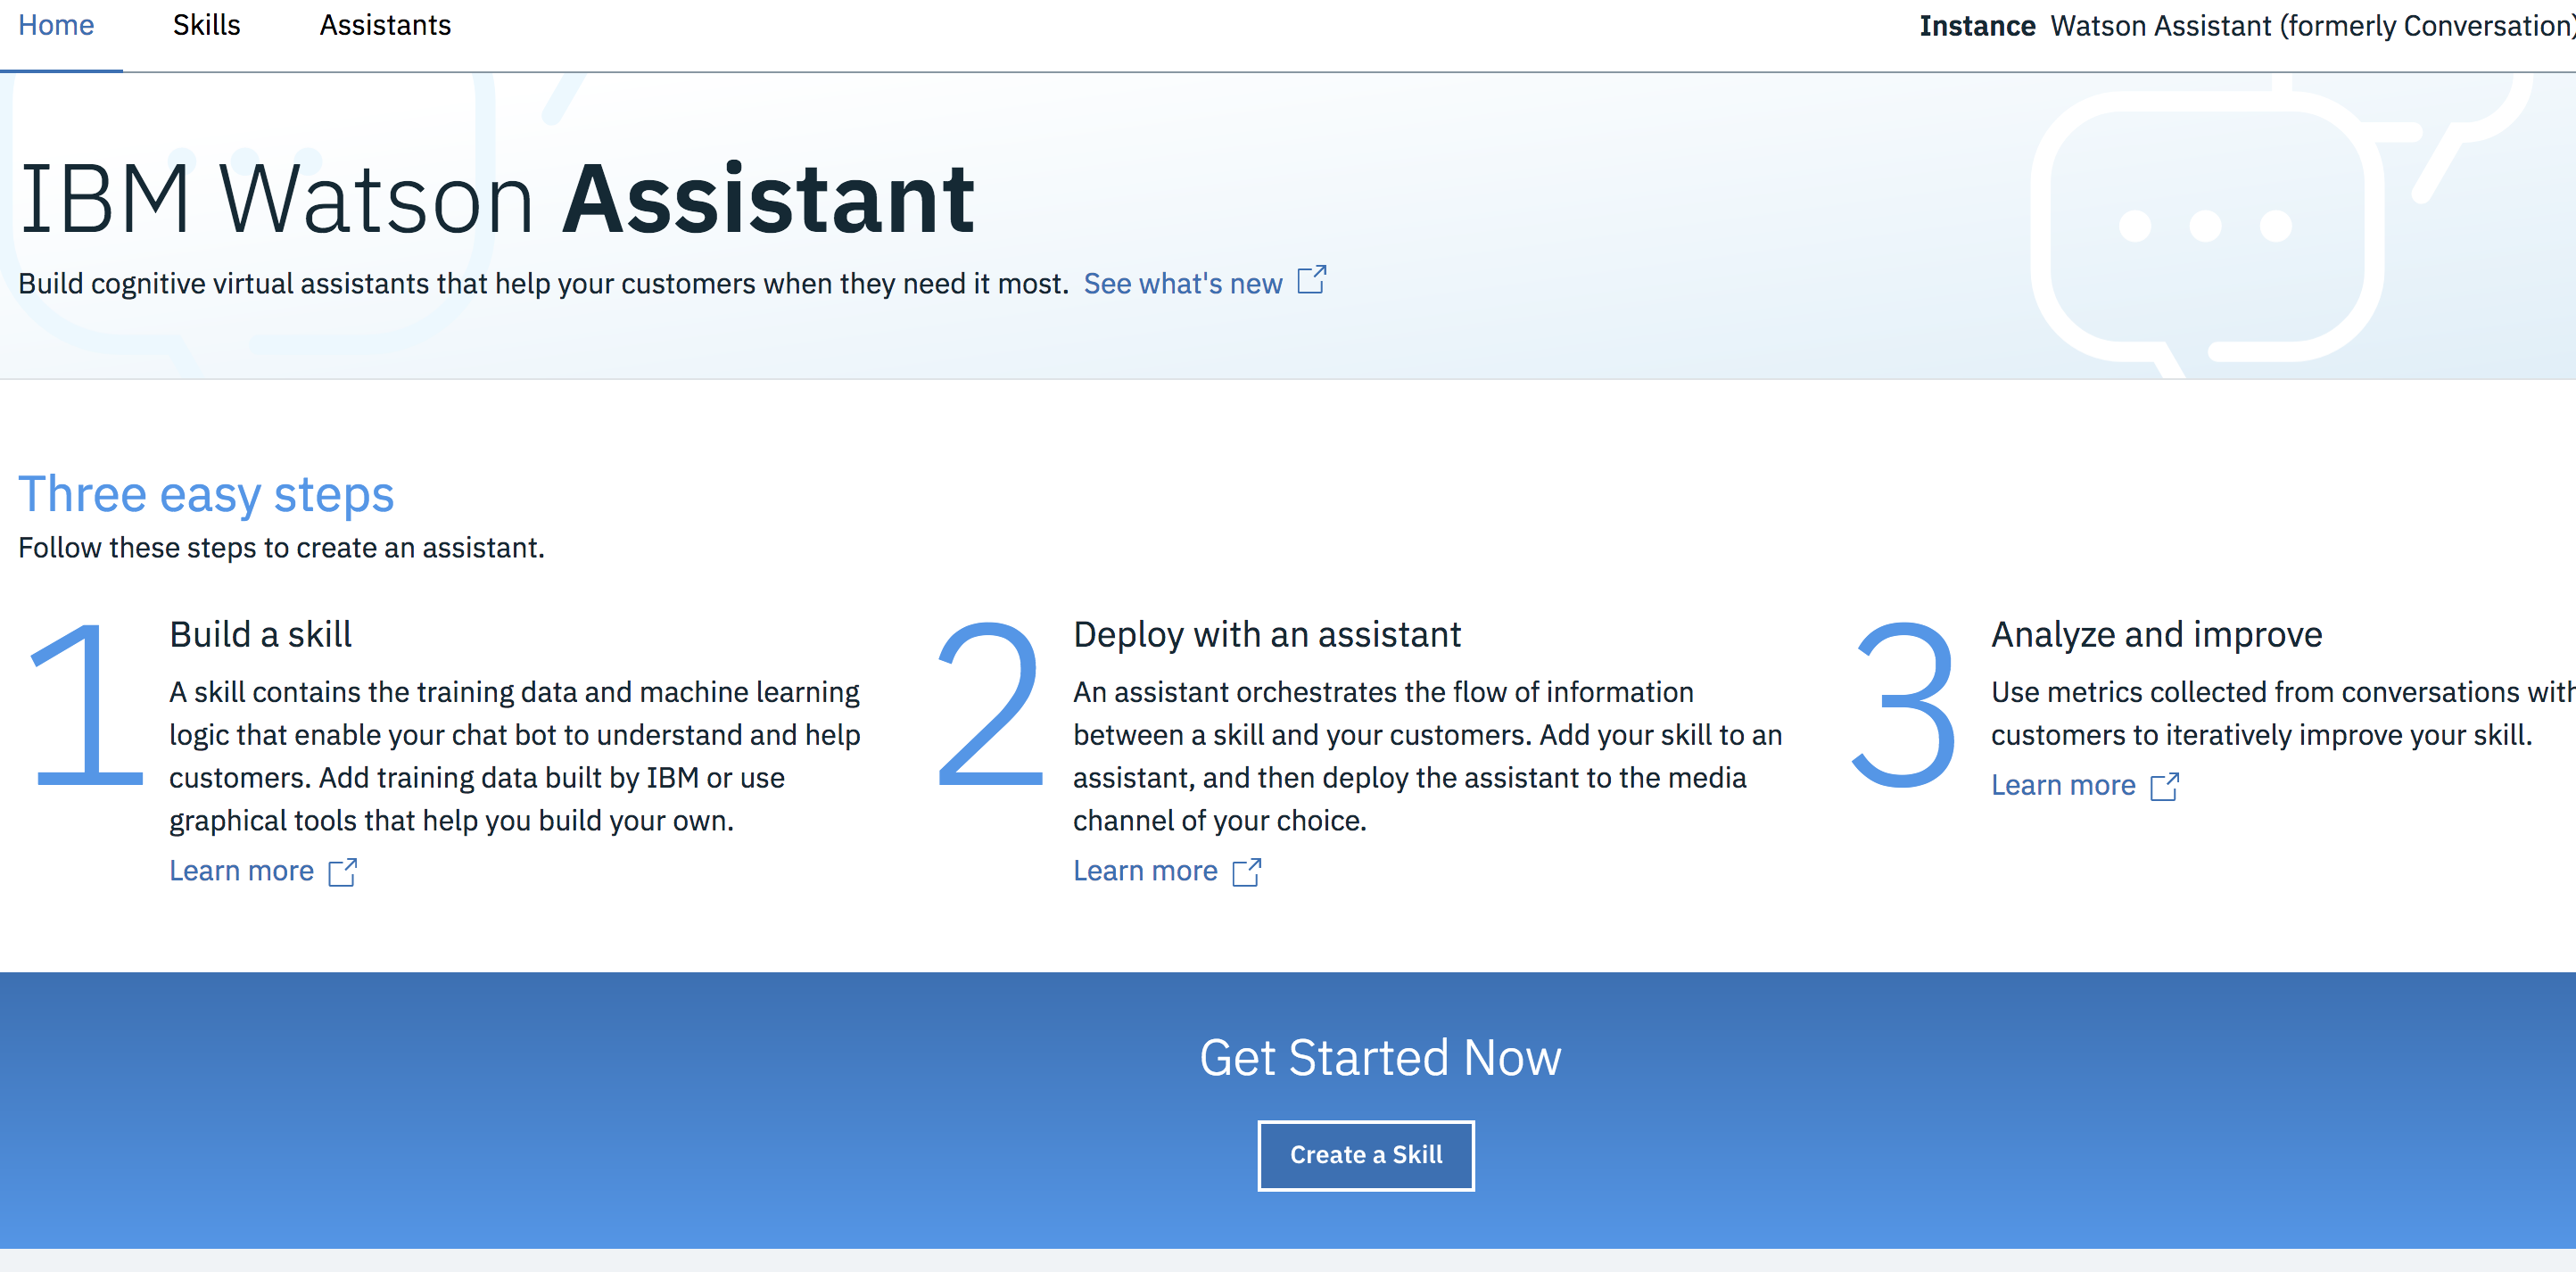 Home Skills Assistants Instance Watson Assistant (formerly Conversation)
IBM Watson Assistant
Build cognitive virtual assistants that help your customers when they need it most. See what's new
Three easy steps
Follow these steps to create an assistant.
1
Build a skill
A skill contains the training data and machine learning
logic that enable your chat bot to understand and help
customers. Add training data built by IBM or use
graphical tools that help you build your own.
Learn more
2
Deploy with an assistant
An assistant orchestrates the flow of information
between a skill and your customers. Add your skill to an
assistant, and then deploy the assistant to the media
channel of your choice.
Learn more
3
Analyze and improve
Use metrics collected from conversations with
customers to iteratively improve your skill.
Learn more
Get Started Now
Create a Skill